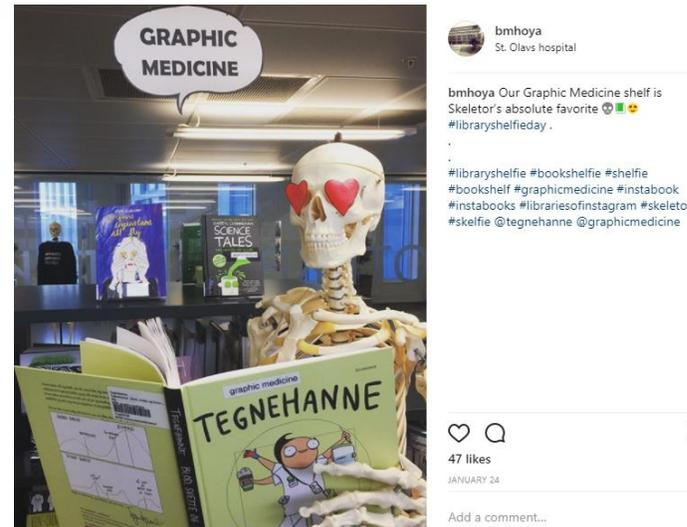 GRAPHIC
MEDICINE
bmhoya
St. Olavs hospital
bmhoya Our Graphic Medicine shelf is
Skeletor's absolute favorite 💀📗😍
#libraryshelfieday .
.
.
#libraryshelfie #bookshelfie #shelfie
#bookshelf #graphicmedicine #instabook
#instabooks #librariesofinstagram #skeleto
#skelfie @tegnehanne @graphicmedicine
SCIENCE
TALES
graphic medicine
TEGNEHANNE
TEGNEHANNE
47 likes
JANUARY 24
Add a comment...